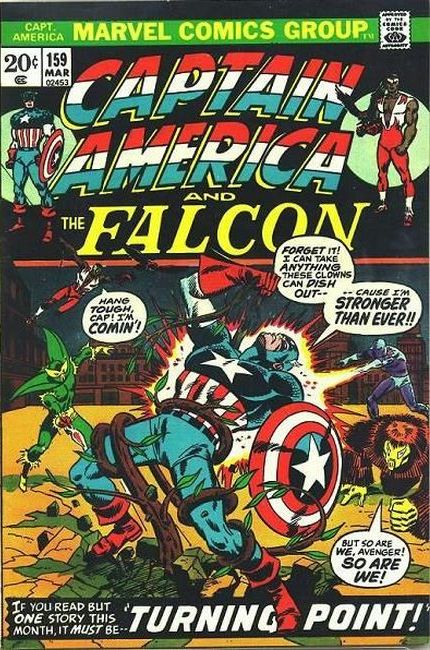 CAPT.
AMERICA
MARVEL COMICS GROUP
APPROVED
BY THE
COMICS
CODE
AUTHORITY
20¢
159
MAR
02453
CC
CAPTAIN
AMERICA
AND
THE FALCON
HANG
TOUGH,
CAP! I'M
COMIN'!
FORGET IT!
I CAN TAKE
ANYTHING
THESE CLOWNS
CAN DISH
OUT--
-- CAUSE I'M
STRONGER
THAN EVER!!
BUT SO ARE
WE, AVENGER!
SO ARE
WE!
IF YOU READ BUT
ONE STORY THIS
MONTH, IT MUST BE--
"TURNING POINT!"